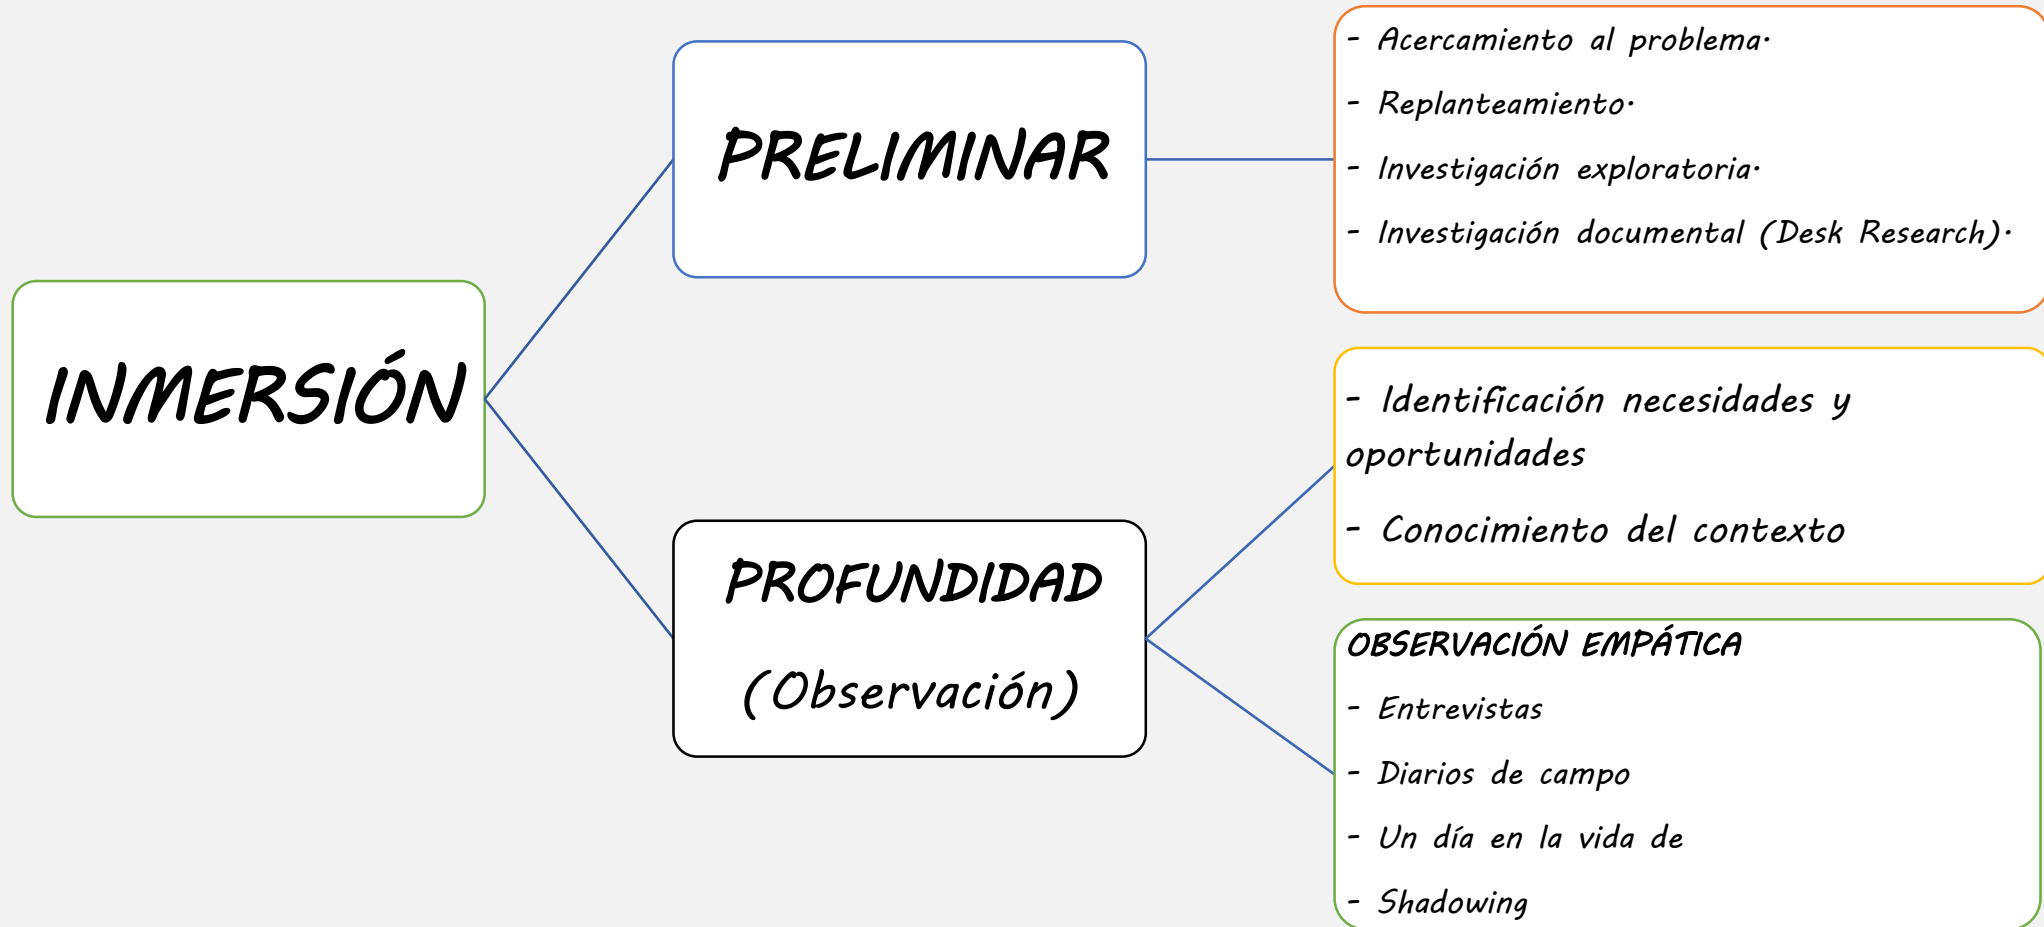 INMERSIÓN
PRELIMINAR
- Acercamiento al problema.
- Replanteamiento.
- Investigación exploratoria.
- Investigación documental (Desk Research).
PROFUNDIDAD
(Observación)
- Identificación necesidades y
oportunidades
- Conocimiento del contexto
OBSERVACIÓN EMPÁTICA
- Entrevistas
- Diarios de campo
- Un día en la vida de
- Shadowing